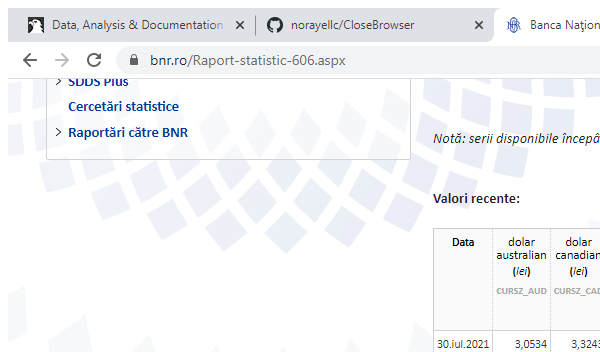 Data, Analysis & Documentation
norayellc/CloseBrowser
Banca Națion
bnr.ro/Raport-statistic-606.aspx
SDDS Plus
Cercetări statistice
Raportări către BNR
Notă: serii disponibile începâ
Valori recente:
Data
dolar australian (lei) CURSZ_AUD
dolar canadian (lei) CURSZ_CAD
30.iul.2021 3,0534 3,3243